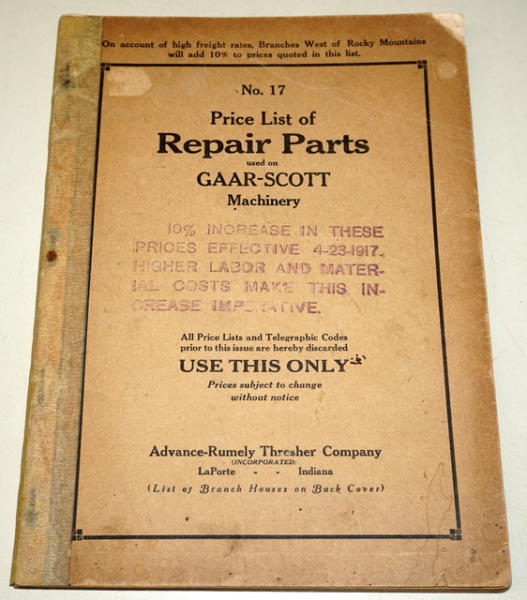 On account of high freight rates, Branches West of Rocky Mountains
will add 10% to prices quoted in this list.
No. 17
Price List of
Repair Parts
used on
GAAR-SCOTT
Machinery
10% INCREASE IN THESE
PRICES EFFECTIVE 4-23-1917.
HIGHER LABOR AND MATER-
IAL COSTS MAKE THIS IN-
CREASE IMPERATIVE.
All Price Lists and Telegraphic Codes
prior to this issue are hereby discarded
USE THIS ONLY
Prices subject to change
without notice
Advance-Rumely Thresher Company
(INCORPORATED)
LaPorte " " Indiana
(List of Branch Houses on Back Cover)